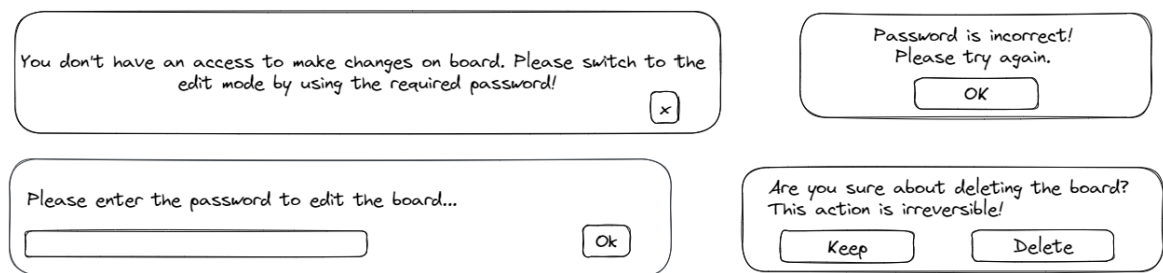 You don't have an access to make changes on board. Please switch to the
edit mode by using the required password!
x
Password is incorrect!
Please try again.
OK
Please enter the password to edit the board...
Ok
Are you sure about deleting the board?
This action is irreversible!
Keep
Delete